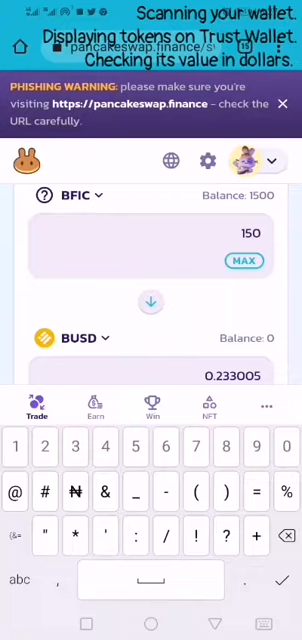 Scanning your wallet.
Displaying tokens on Trust Wallet.
pancakeswap.finance/s
15
Checking its value in dollars.
PHISHING WARNING: please make sure you're
visiting https://pancakeswap.finance - check the
URL carefully.
BFIC
Balance: 1500
150
MAX
BUSD
Balance: 0
0.233005
Trade
Earn
Win
NFT
1 2 3 4 5 6 7 8 9 0
@ # ₦ & _ - ( ) = %
{&= " * ' : / ! ? +
abc , .